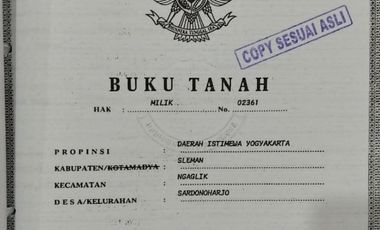 COPY SESUAI ASLI
BUKU TANAH
HAK : MILIK . No. 02361
PROPINSI : DAERAH ISTIMEWA YOGYAKARTA
KABUPATEN/KOTAMADYA : SLEMAN
KECAMATAN : NGAGLIK
DESA/KELURAHAN : SARDONOHARJO